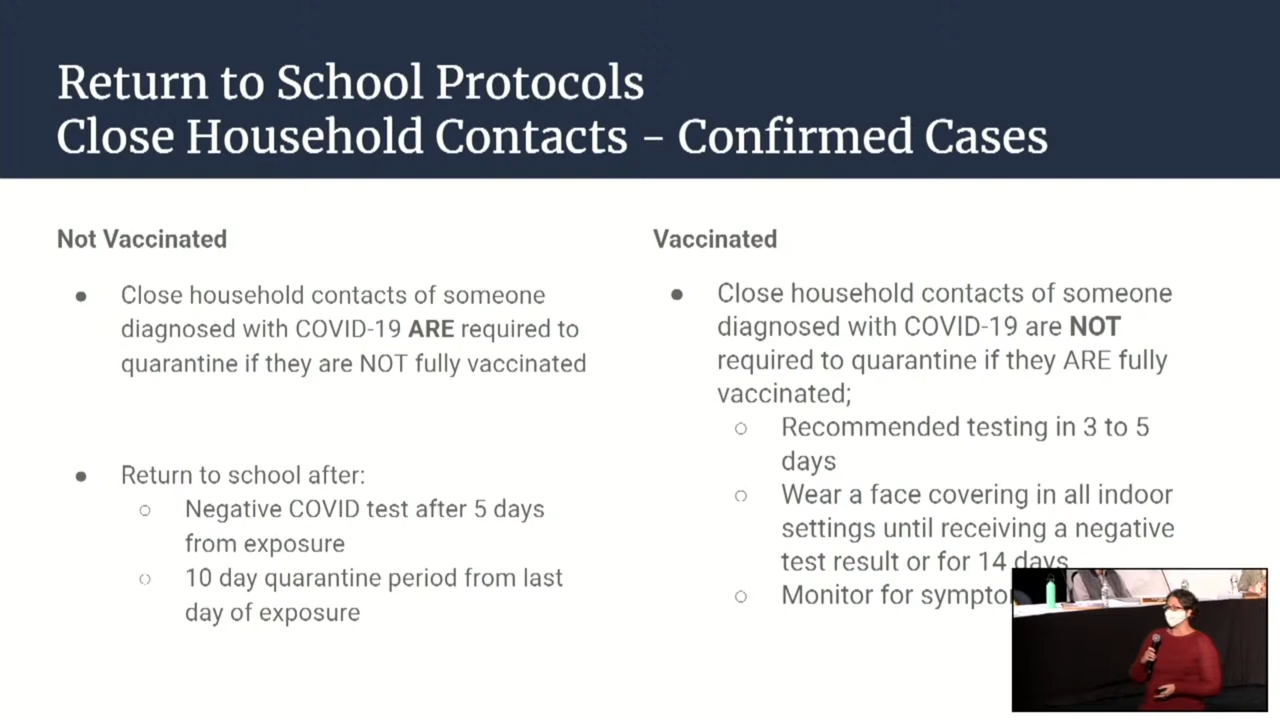 Return to School Protocols
Close Household Contacts – Confirmed Cases
Not Vaccinated
● Close household contacts of someone
diagnosed with COVID-19 ARE required to
quarantine if they are NOT fully vaccinated
● Return to school after:
○ Negative COVID test after 5 days
from exposure
○ 10 day quarantine period from last
day of exposure
Vaccinated
● Close household contacts of someone
diagnosed with COVID-19 are NOT
required to quarantine if they ARE fully
vaccinated;
○ Recommended testing in 3 to 5
days
○ Wear a face covering in all indoor
settings until receiving a negative
test result or for 14 days
○ Monitor for